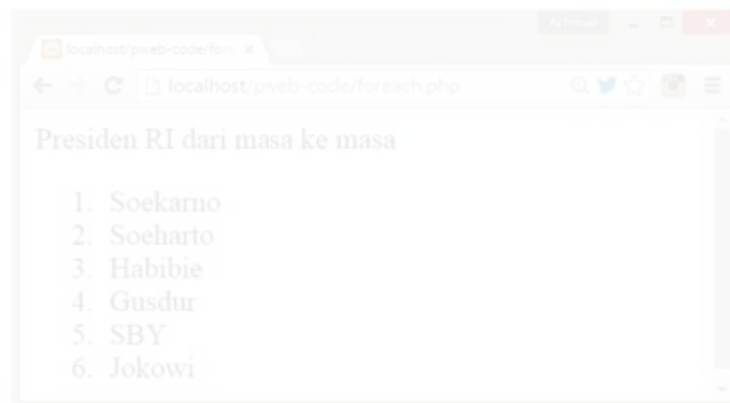 localhost/pweb-code/for
localhost/pweb-code/foreach.php
Presiden RI dari masa ke masa
1. Soekarno
2. Soeharto
3. Habibie
4. Gusdur
5. SBY
6. Jokowi